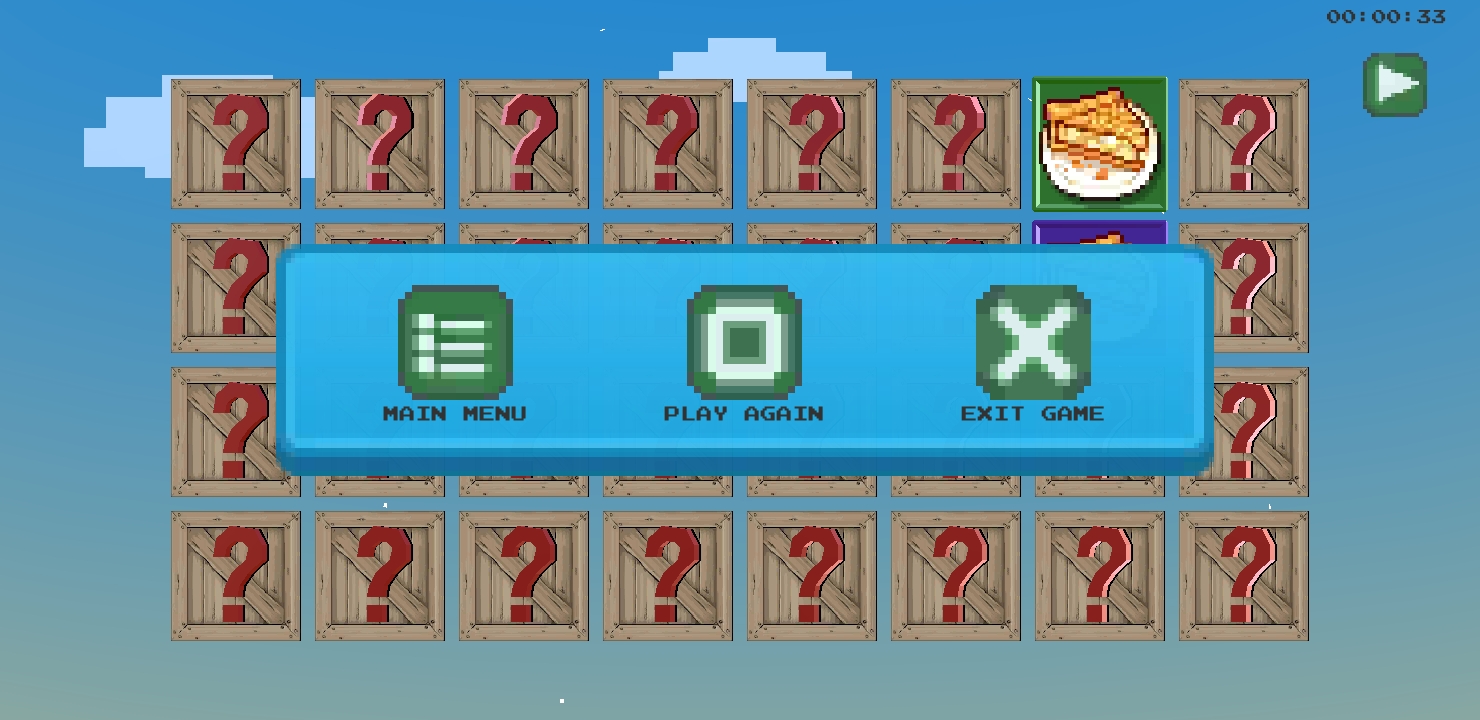 00:00:33
? ? ? ? ? ? ?
? ?
? ?
MAIN MENU
PLAY AGAIN
EXIT GAME
? ? ? ? ? ? ? ?